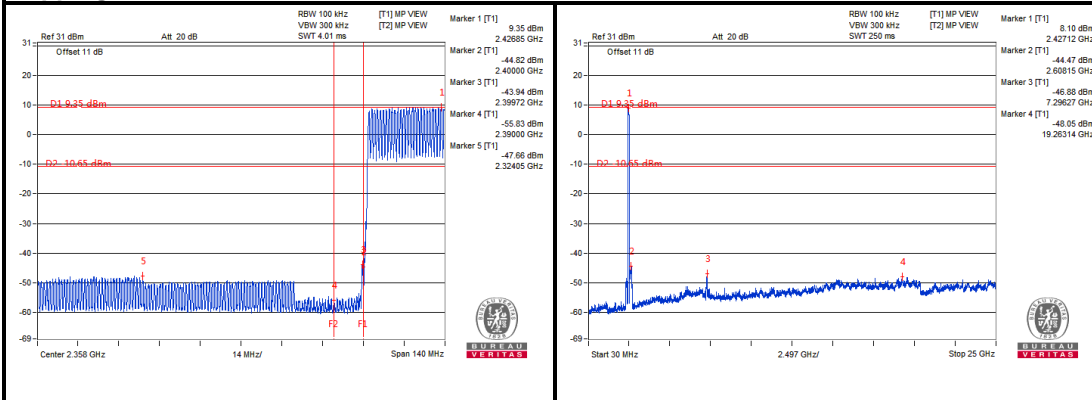 RBW 100 kHz [T1] MP VIEW
VBW 300 kHz [T2] MP VIEW
Ref 31 dBm Att 20 dB SWT 4.01 ms
Offset 11 dB
31
20
10
0
-10
-20
-30
-40
-50
-60
-69
D1 9.35 dBm
D2 -10.65 dBm
1
3
4
5
F2
F1
Center 2.358 GHz 14 MHz/ Span 140 MHz
Marker 1 [T1]
9.35 dBm
2.42685 GHz
Marker 2 [T1]
-44.82 dBm
2.40000 GHz
Marker 3 [T1]
-43.94 dBm
2.39972 GHz
Marker 4 [T1]
-55.83 dBm
2.39000 GHz
Marker 5 [T1]
-47.66 dBm
2.32405 GHz
BUREAU VERITAS
1828
BUREAU
VERITAS
RBW 100 kHz [T1] MP VIEW
VBW 300 kHz [T2] MP VIEW
Ref 31 dBm Att 20 dB SWT 250 ms
Offset 11 dB
31
20
10
0
-10
-20
-30
-40
-50
-60
-69
D1 9.35 dBm
D2 -10.65 dBm
1
2
3
4
Start 30 MHz 2.497 GHz/ Stop 25 GHz
Marker 1 [T1]
8.10 dBm
2.42712 GHz
Marker 2 [T1]
-44.47 dBm
2.60815 GHz
Marker 3 [T1]
-46.88 dBm
7.29627 GHz
Marker 4 [T1]
-48.05 dBm
19.26314 GHz
BUREAU VERITAS
1828
BUREAU
VERITAS